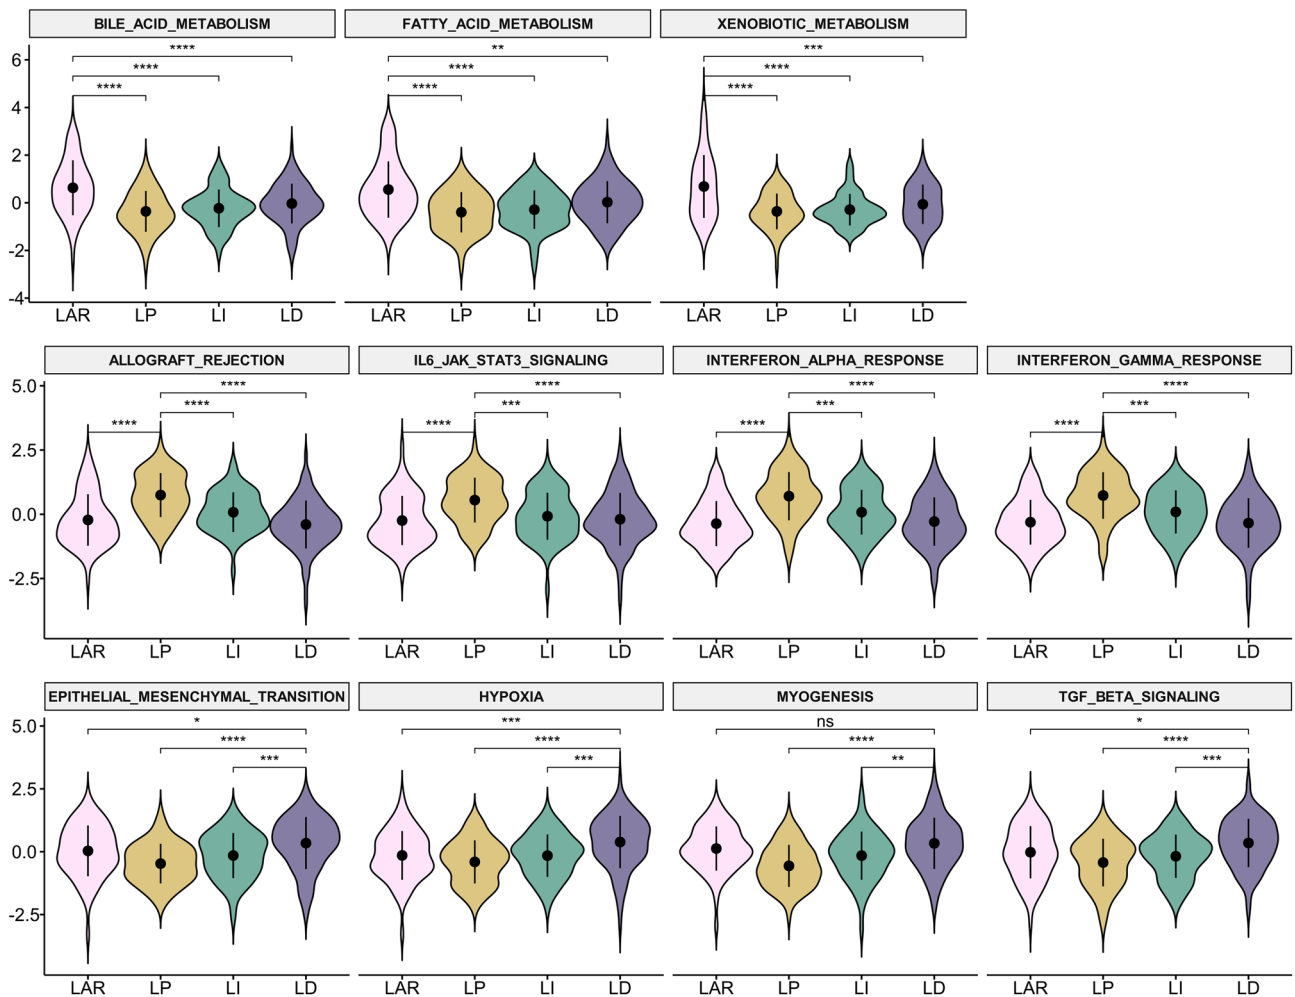 BILE_ACID_METABOLISM FATTY_ACID_METABOLISM XENOBIOTIC_METABOLISM
**** ** ***
6
**** **** ****
**** **** ****
4
2
0
-2
-4
LAR LP LI LD LAR LP LI LD LAR LP LI LD
ALLOGRAFT_REJECTION IL6_JAK_STAT3_SIGNALING INTERFERON_ALPHA_RESPONSE INTERFERON_GAMMA_RESPONSE
5.0
**** **** **** ****
**** *** *** ***
**** **** **** ****
2.5
0.0
-2.5
LAR LP LI LD LAR LP LI LD LAR LP LI LD LAR LP LI LD
EPITHELIAL_MESENCHYMAL_TRANSITION HYPOXIA MYOGENESIS TGF_BETA_SIGNALING
5.0
* *** ns *
**** **** **** ****
*** *** ** ***
2.5
0.0
-2.5
LAR LP LI LD LAR LP LI LD LAR LP LI LD LAR LP LI LD